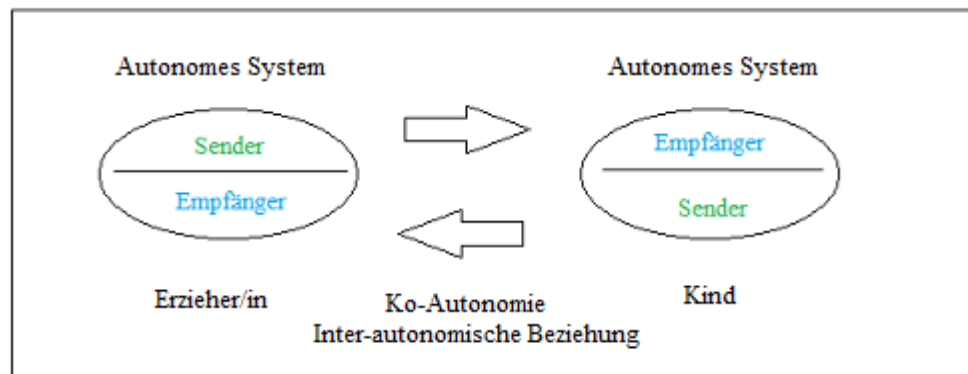 Autonomes System
Autonomes System
Sender
Empfänger
Empfänger
Sender
Erzieher/in
Kind
Ko-Autonomie
Inter-autonomische Beziehung